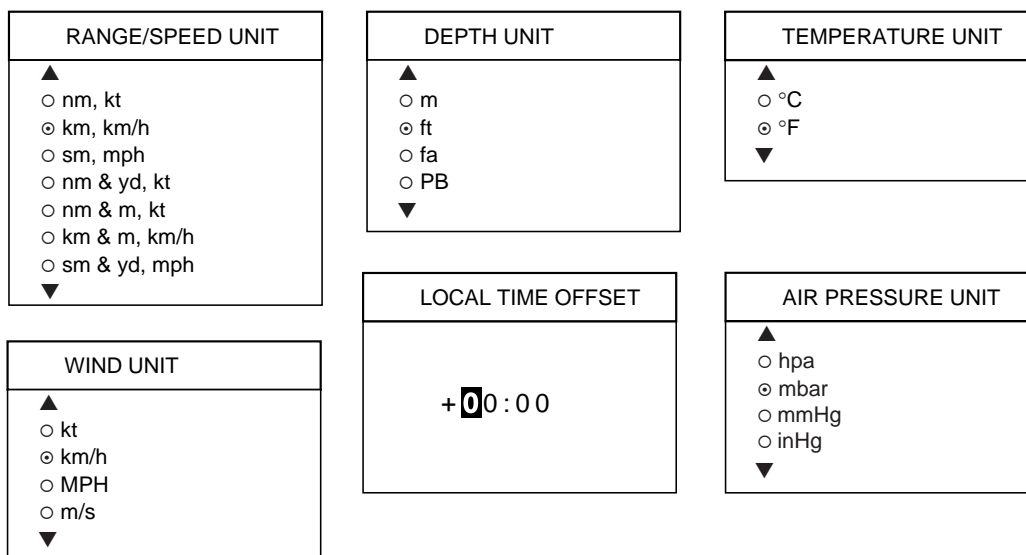 RANGE/SPEED UNIT
▲
○ nm, kt
⊙ km, km/h
○ sm, mph
○ nm & yd, kt
○ nm & m, kt
○ km & m, km/h
○ sm & yd, mph
▼
DEPTH UNIT
▲
○ m
⊙ ft
○ fa
○ PB
▼
TEMPERATURE UNIT
▲
○ °C
⊙ °F
▼
WIND UNIT
▲
○ kt
⊙ km/h
○ MPH
○ m/s
▼
LOCAL TIME OFFSET
+00:00
AIR PRESSURE UNIT
▲
○ hpa
⊙ mbar
○ mmHg
○ inHg
▼